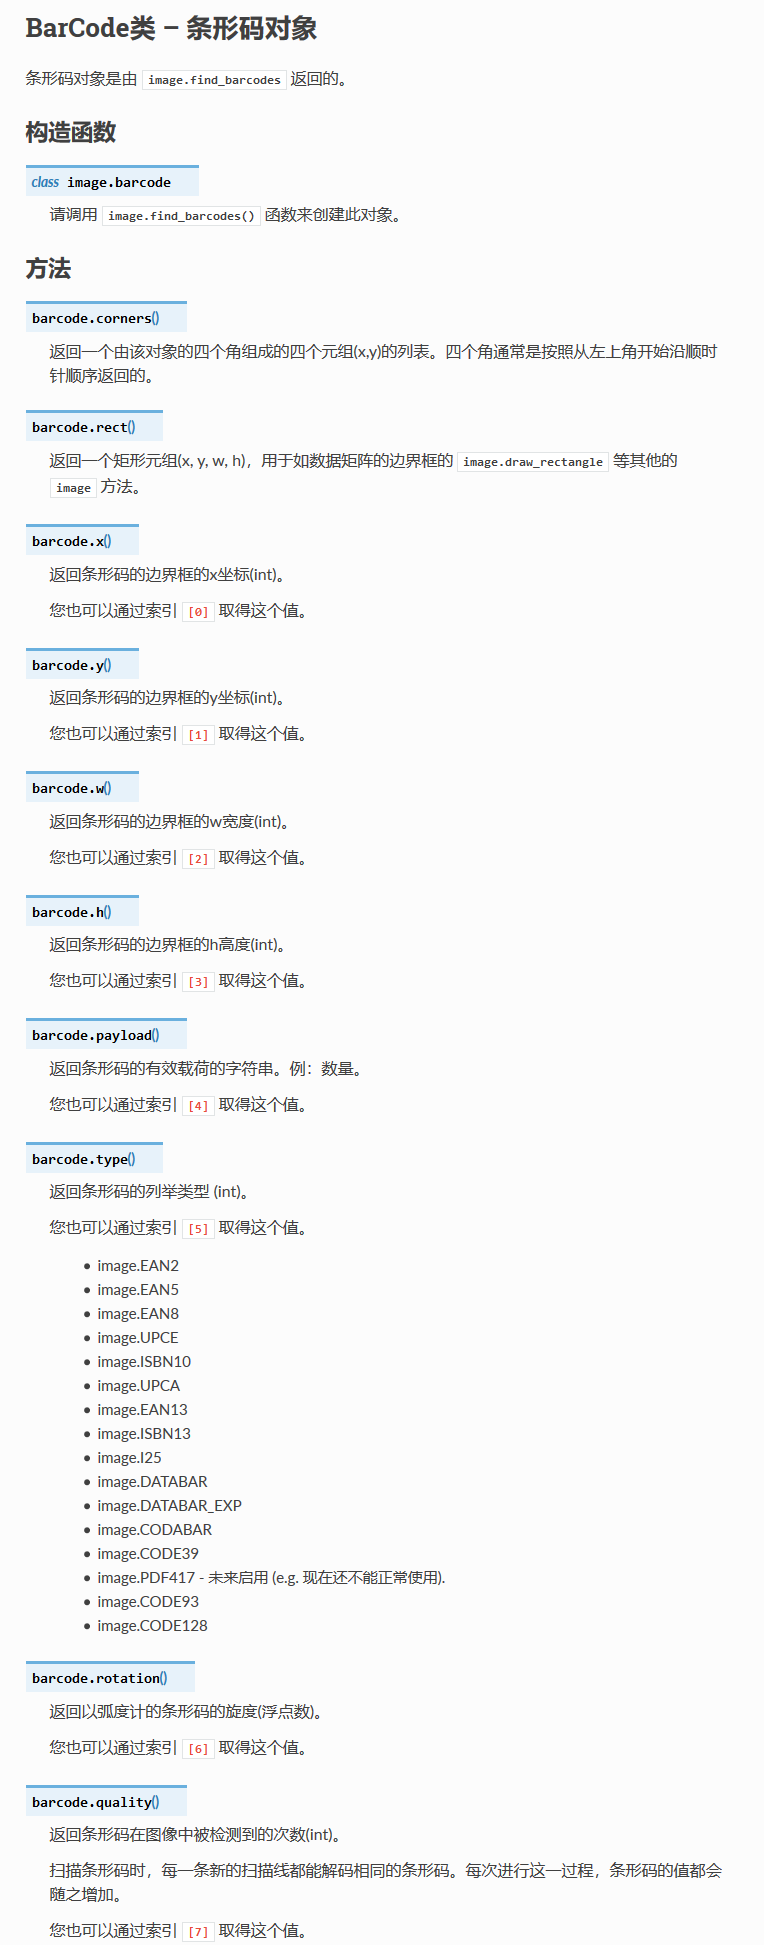 BarCode类 – 条形码对象
条形码对象是由 image.find_barcodes 返回的。
构造函数
class image.barcode
请调用 image.find_barcodes() 函数来创建此对象。
方法
barcode.corners()
返回一个由该对象的四个角组成的四个元组(x,y)的列表。四个角通常是按照从左上角开始沿顺时
针顺序返回的。
barcode.rect()
返回一个矩形元组(x, y, w, h)，用于如数据矩阵的边界框的 image.draw_rectangle 等其他的
image 方法。
barcode.x()
返回条形码的边界框的x坐标(int)。
您也可以通过索引 [0] 取得这个值。
barcode.y()
返回条形码的边界框的y坐标(int)。
您也可以通过索引 [1] 取得这个值。
barcode.w()
返回条形码的边界框的w宽度(int)。
您也可以通过索引 [2] 取得这个值。
barcode.h()
返回条形码的边界框的h高度(int)。
您也可以通过索引 [3] 取得这个值。
barcode.payload()
返回条形码的有效载荷的字符串。例：数量。
您也可以通过索引 [4] 取得这个值。
barcode.type()
返回条形码的列举类型 (int)。
您也可以通过索引 [5] 取得这个值。
• image.EAN2
• image.EAN5
• image.EAN8
• image.UPCE
• image.ISBN10
• image.UPCA
• image.EAN13
• image.ISBN13
• image.I25
• image.DATABAR
• image.DATABAR_EXP
• image.CODABAR
• image.CODE39
• image.PDF417 - 未来启用 (e.g. 现在还不能正常使用).
• image.CODE93
• image.CODE128
barcode.rotation()
返回以弧度计的条形码的旋度(浮点数)。
您也可以通过索引 [6] 取得这个值。
barcode.quality()
返回条形码在图像中被检测到的次数(int)。
扫描条形码时，每一条新的扫描线都能解码相同的条形码。每次进行这一过程，条形码的值都会
随之增加。
您也可以通过索引 [7] 取得这个值。